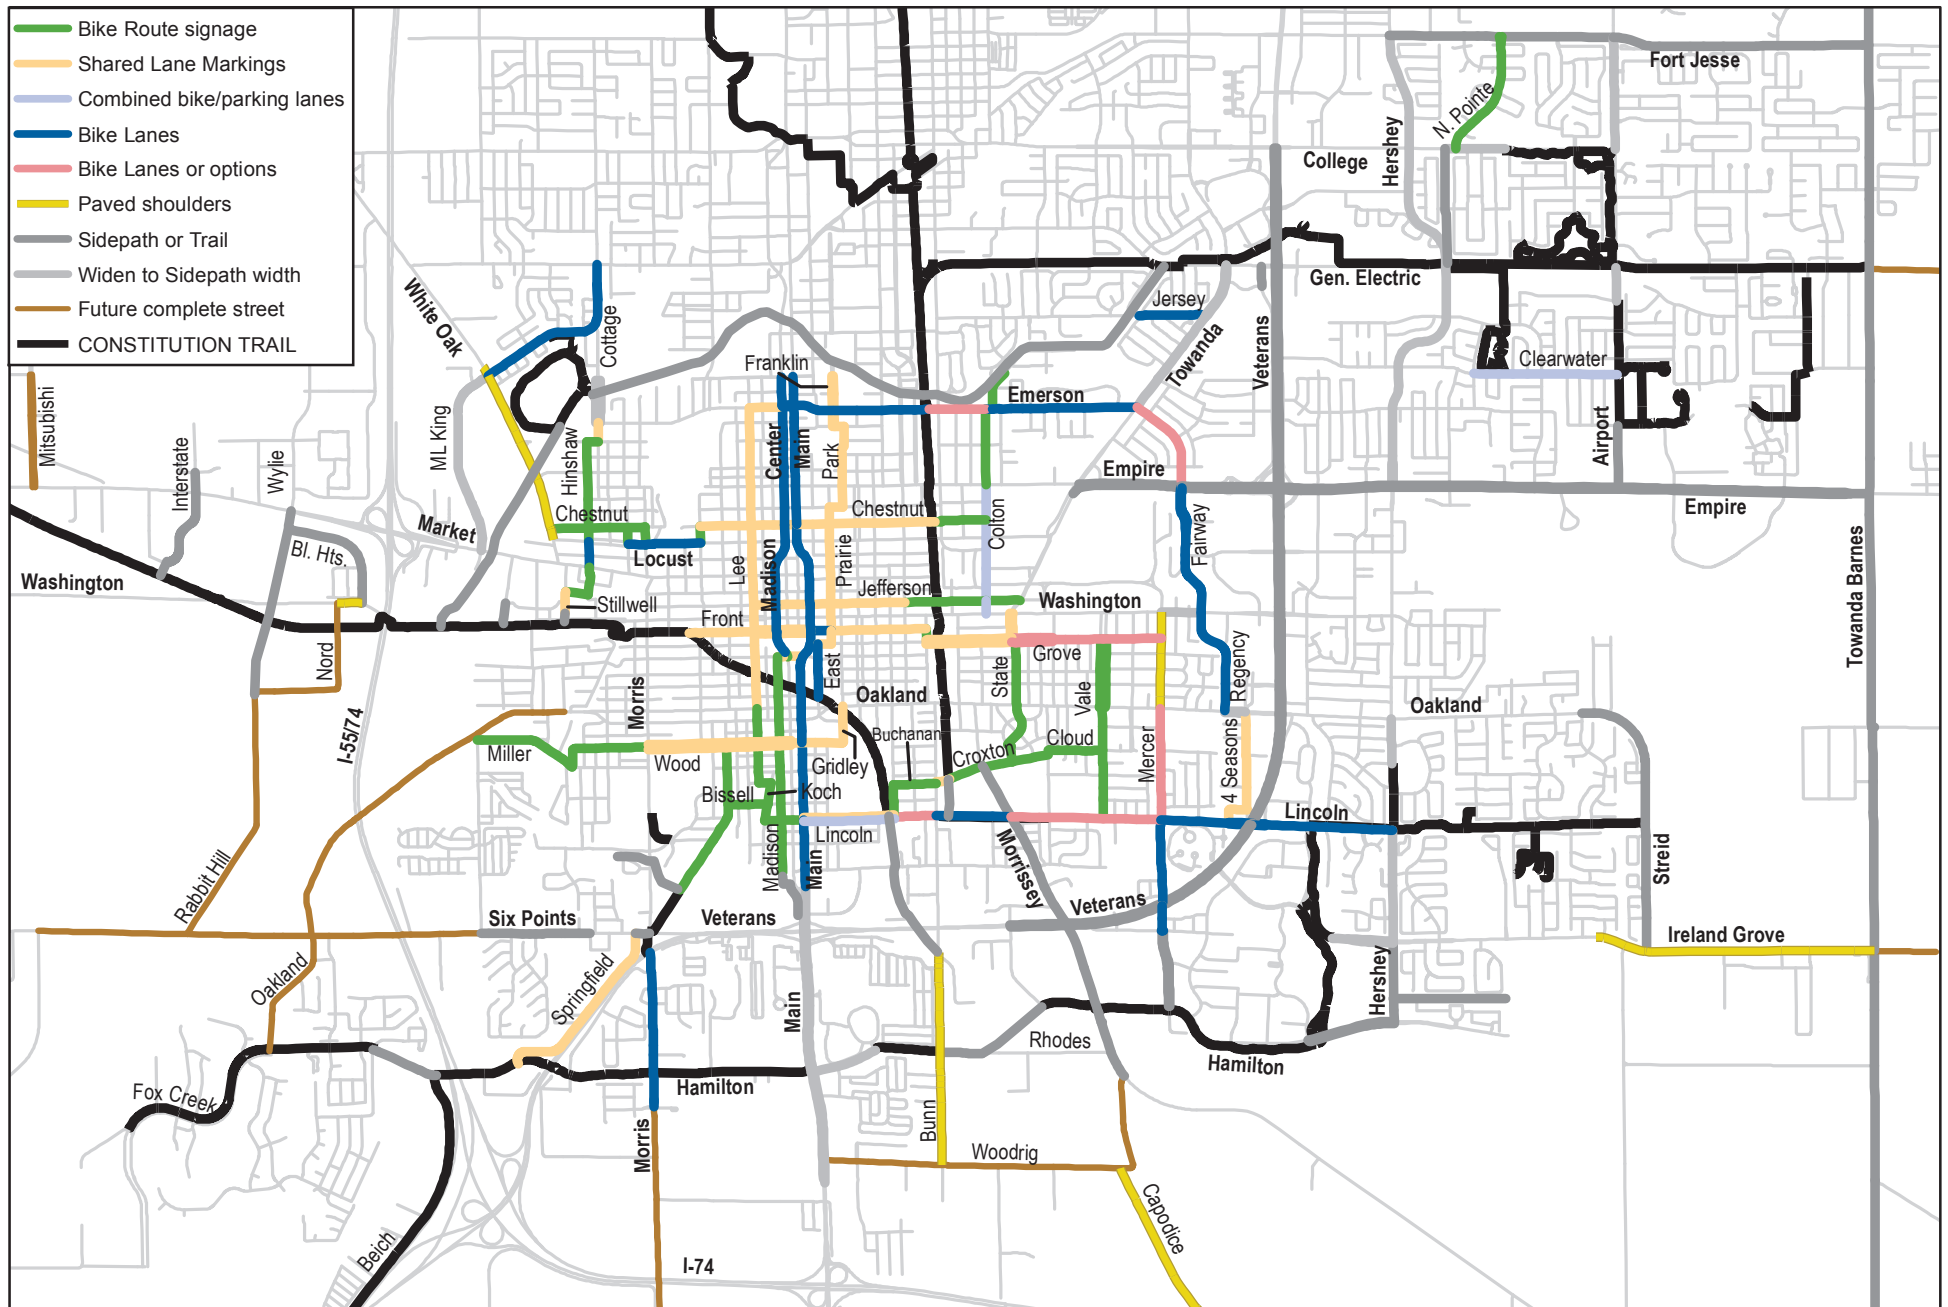 Bike Route signage
Shared Lane Markings
Combined bike/parking lanes
Bike Lanes
Bike Lanes or options
Paved shoulders
Sidepath or Trail
Widen to Sidepath width
Future complete street
CONSTITUTION TRAIL
Fort Jesse
N. Pointe
Hershey
College
White Oak
Cottage
Jersey
Gen. Electric
Towanda
Veterans
Franklin
Clearwater
Emerson
Mitsubishi
ML King
Hinshaw
Center
Main
Park
Airport
Interstate
Wylie
Empire
Empire
Chestnut
Chestnut
Colton
Market
Bl. Hts.
Locust
Lee
Madison
Prairie
Fairway
Towanda Barnes
Washington
Jefferson
Stillwell
Washington
Front
Nord
Grove
East
State
Vale
Regency
Morris
Oakland
Oakland
I-55/74
Buchanan
Cloud
Croxton
Mercer
4 Seasons
Miller
Wood
Gridley
Bissell
Koch
Lincoln
Lincoln
Madison
Main
Morrissey
Streid
Rabbit Hill
Six Points
Veterans
Veterans
Ireland Grove
Oakland
Springfield
Main
Hershey
Rhodes
Hamilton
Hamilton
Fox Creek
Bunn
Morris
Woodrig
Capodice
Beich
I-74